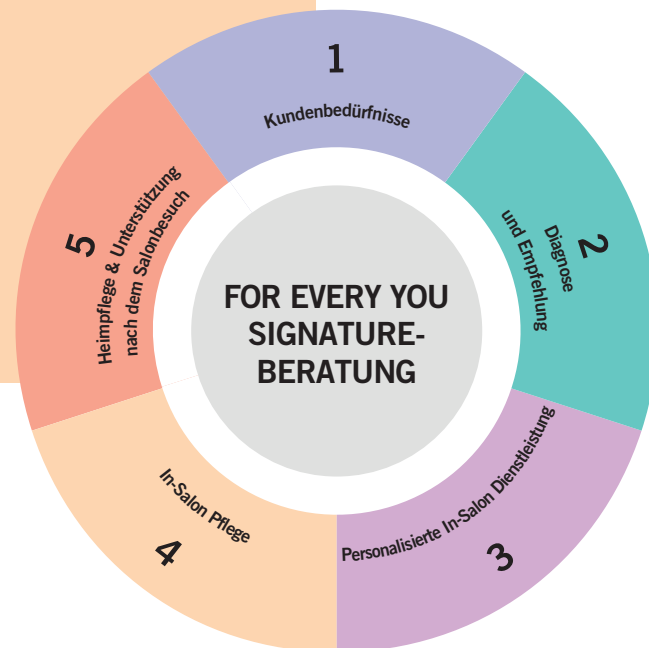 1
Kundenbedürfnisse
2
Diagnose
und Empfehlung
3
Personalisierte In-Salon Dienstleistung
4
In-Salon Pflege
5
Heimpflege & Unterstützung
nach dem Salonbesuch
FOR EVERY YOU
SIGNATURE-
BERATUNG